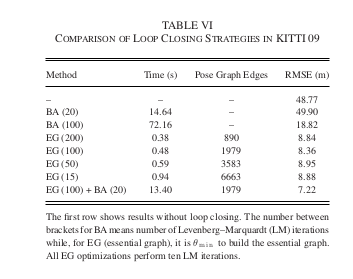 TABLE VI
COMPARISON OF LOOP CLOSING STRATEGIES IN KITTI 09
Method Time (s) Pose Graph Edges RMSE (m)
– – – 48.77
BA (20) 14.64 – 49.90
BA (100) 72.16 – 18.82
EG (200) 0.38 890 8.84
EG (100) 0.48 1979 8.36
EG (50) 0.59 3583 8.95
EG (15) 0.94 6663 8.88
EG (100) + BA (20) 13.40 1979 7.22
The first row shows results without loop closing. The number between
brackets for BA means number of Levenberg–Marquardt (LM) iterations
while, for EG (essential graph), it is θmin to build the essential graph.
All EG optimizations perform ten LM iterations.